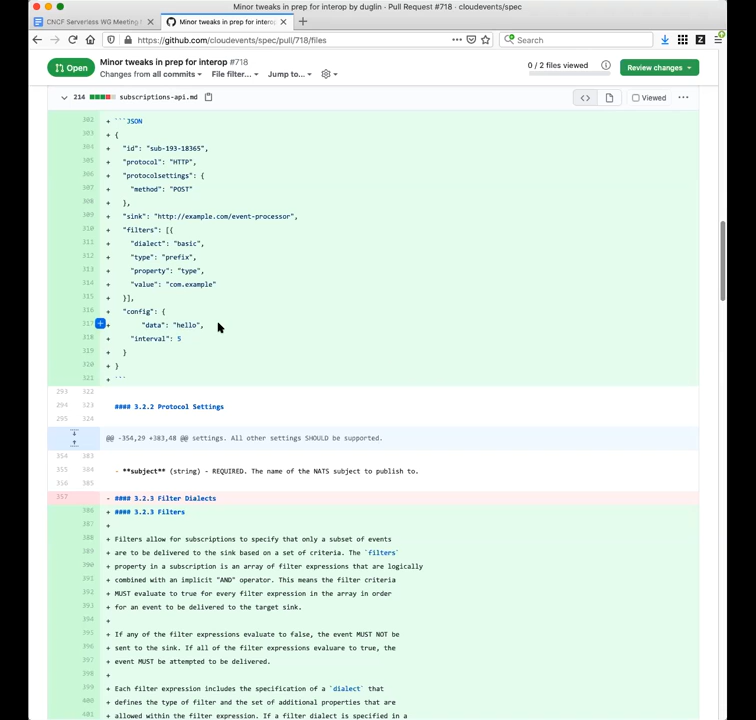 Minor tweaks in prep for interop by duglin · Pull Request #718 · cloudevents/spec
CNCF Serverless WG Meeting
Minor tweaks in prep for interop
https://github.com/cloudevents/spec/pull/718/files
Search
Open
Minor tweaks in prep for interop #718
Changes from all commits
File filter...
Jump to...
0 / 2 files viewed
Review changes
214
subscriptions-api.md
Viewed
302 + ```JSON
303 + {
304 + "id": "sub-193-18365",
305 + "protocol": "HTTP",
306 + "protocolsettings": {
307 + "method": "POST"
308 + },
309 + "sink": "http://example.com/event-processor",
310 + "filters": [{
311 + "dialect": "basic",
312 + "type": "prefix",
313 + "property": "type",
314 + "value": "com.example"
315 + }],
316 + "config": {
317 + "data": "hello",
318 + "interval": 5
319 + }
320 + }
321 + ```
293 322
294 323 #### 3.2.2 Protocol Settings
295 324
@@ -354,29 +383,48 @@ settings. All other settings SHOULD be supported.
354 383
355 384 - **subject** (string) - REQUIRED. The name of the NATS subject to publish to.
356 385
357 - #### 3.2.3 Filter Dialects
386 + #### 3.2.3 Filters
387 +
388 + Filters allow for subscriptions to specify that only a subset of events
389 + are to be delivered to the sink based on a set of criteria. The `filters`
390 + property in a subscription is an array of filter expressions that are logically
391 + combined with an implicit "AND" operator. This means the filter criteria
392 + MUST evaluate to true for every filter expression in the array in order
393 + for an event to be delivered to the target sink.
394 +
395 + If any of the filter expressions evaluate to false, the event MUST NOT be
396 + sent to the sink. If all of the filter expressions evaluare to true, the
397 + event MUST be attempted to be delivered.
398 +
399 + Each filter expression includes the specification of a `dialect` that
400 + defines the type of filter and the set of additional properties that are
401 + allowed within the filter expression. If a filter dialect is specified in a